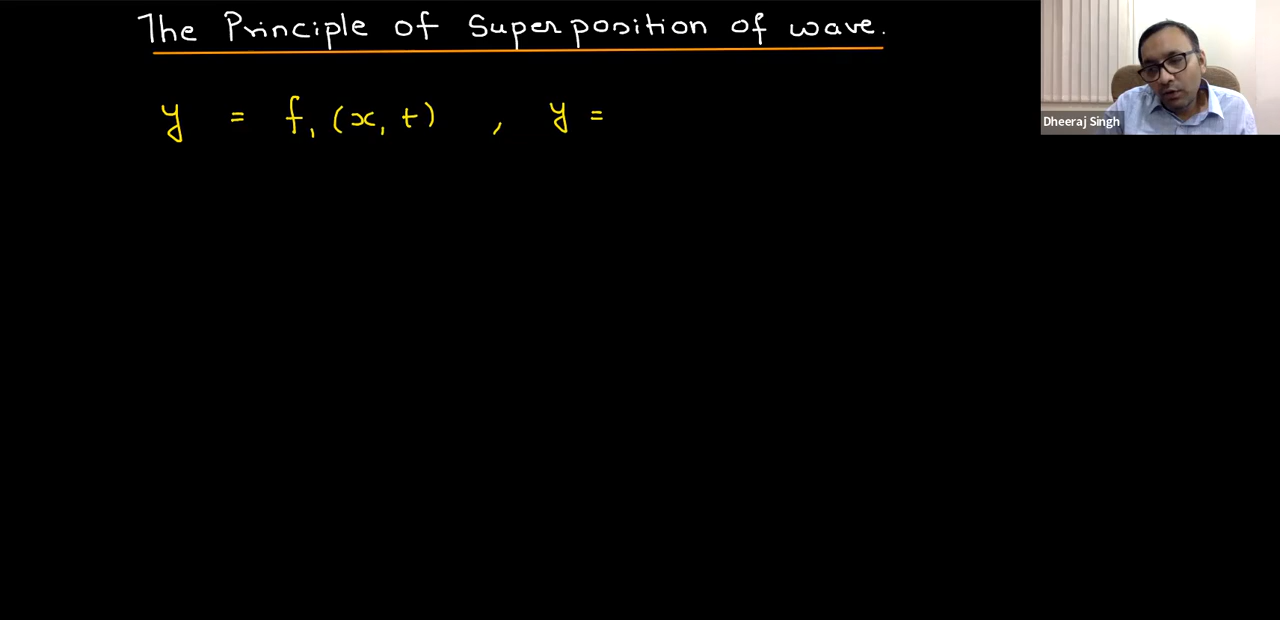 The Principle of Superposition of wave.
y = f₁ (x, t) , y =
Dheeraj Singh